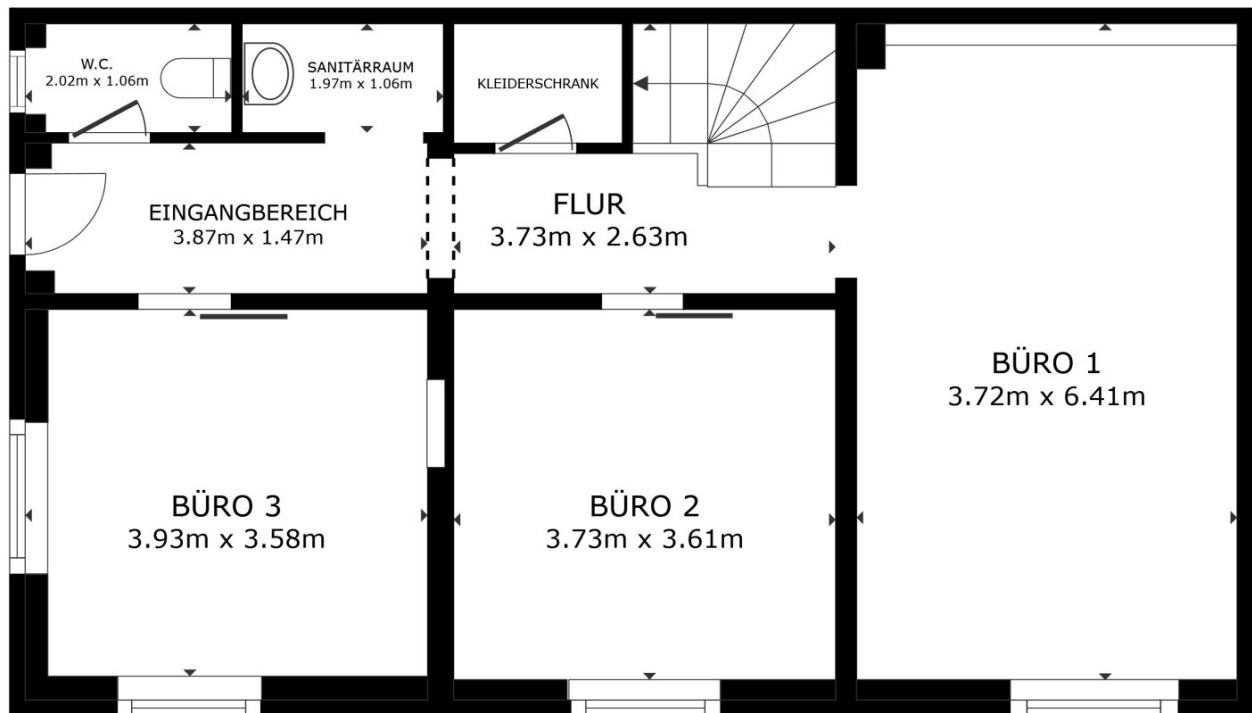 W.C.
2.02m x 1.06m
SANITÄRRAUM
1.97m x 1.06m
KLEIDERSCHRANK
EINGANGBEREICH
3.87m x 1.47m
FLUR
3.73m x 2.63m
BÜRO 1
3.72m x 6.41m
BÜRO 3
3.93m x 3.58m
BÜRO 2
3.73m x 3.61m